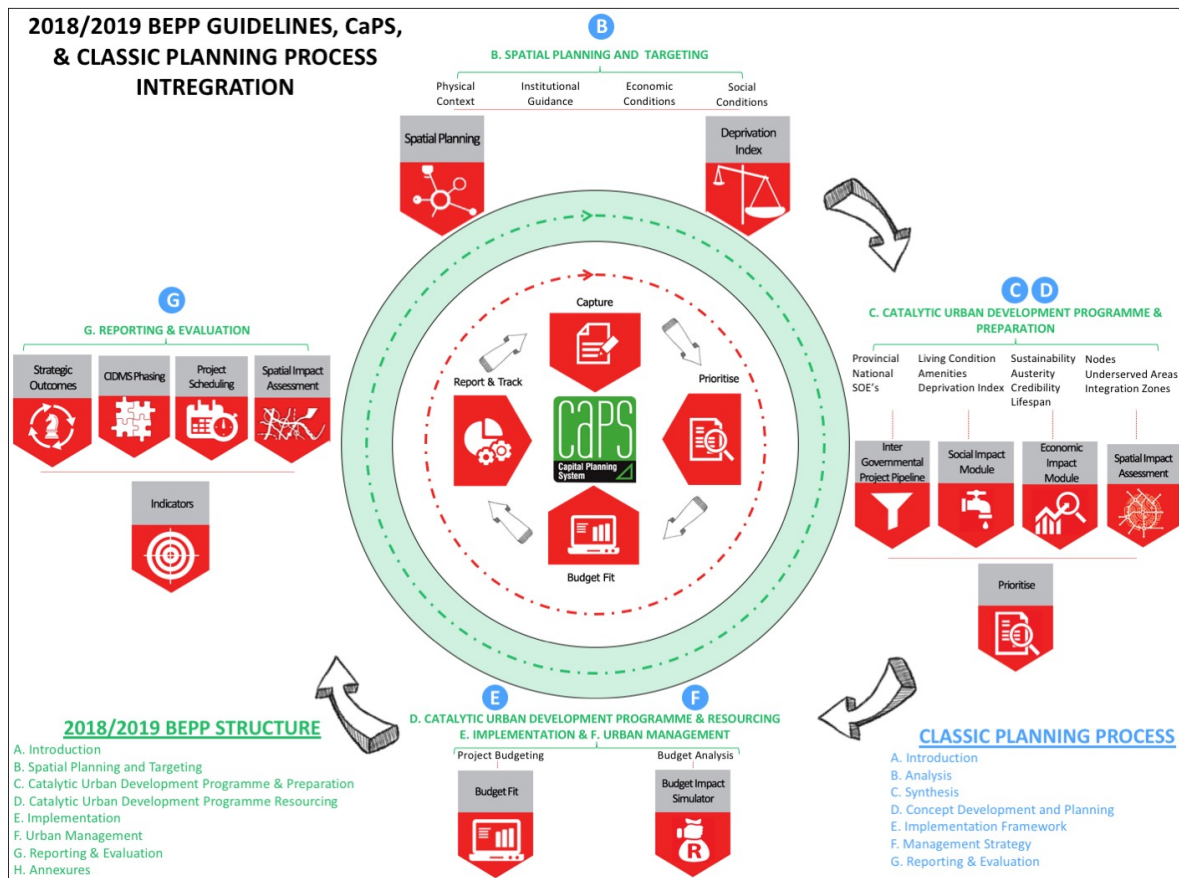 2018/2019 BEPP GUIDELINES, CaPS,
& CLASSIC PLANNING PROCESS
INTREGRATION
B
B. SPATIAL PLANNING AND TARGETING
Physical
Context
Institutional
Guidance
Economic
Conditions
Social
Conditions
Spatial Planning
Deprivation
Index
G
G. REPORTING & EVALUATION
Strategic
Outcomes
CIDMS Phasing
Project
Scheduling
Spatial Impact
Assessment
Indicators
Capture
Report & Track
Prioritise
CaPS
Capital Planning
System
Budget Fit
C D
C. CATALYTIC URBAN DEVELOPMENT PROGRAMME &
PREPARATION
Provincial
National
SOE's
Living Condition
Amenities
Deprivation Index
Sustainability
Austerity
Credibility
Lifespan
Nodes
Underserved Areas
Integration Zones
Inter
Governmental
Project Pipeline
Social Impact
Module
Economic
Impact
Module
Spatial Impact
Assessment
Prioritise
E F
D. CATALYTIC URBAN DEVELOPMENT PROGRAMME & RESOURCING
E. IMPLEMENTATION & F. URBAN MANAGEMENT
Project Budgeting
Budget Analysis
Budget Fit
Budget Impact
Simulator
R
2018/2019 BEPP STRUCTURE
A. Introduction
B. Spatial Planning and Targeting
C. Catalytic Urban Development Programme & Preparation
D. Catalytic Urban Development Programme Resourcing
E. Implementation
F. Urban Management
G. Reporting & Evaluation
H. Annexures
CLASSIC PLANNING PROCESS
A. Introduction
B. Analysis
C. Synthesis
D. Concept Development and Planning
E. Implementation Framework
F. Management Strategy
G. Reporting & Evaluation